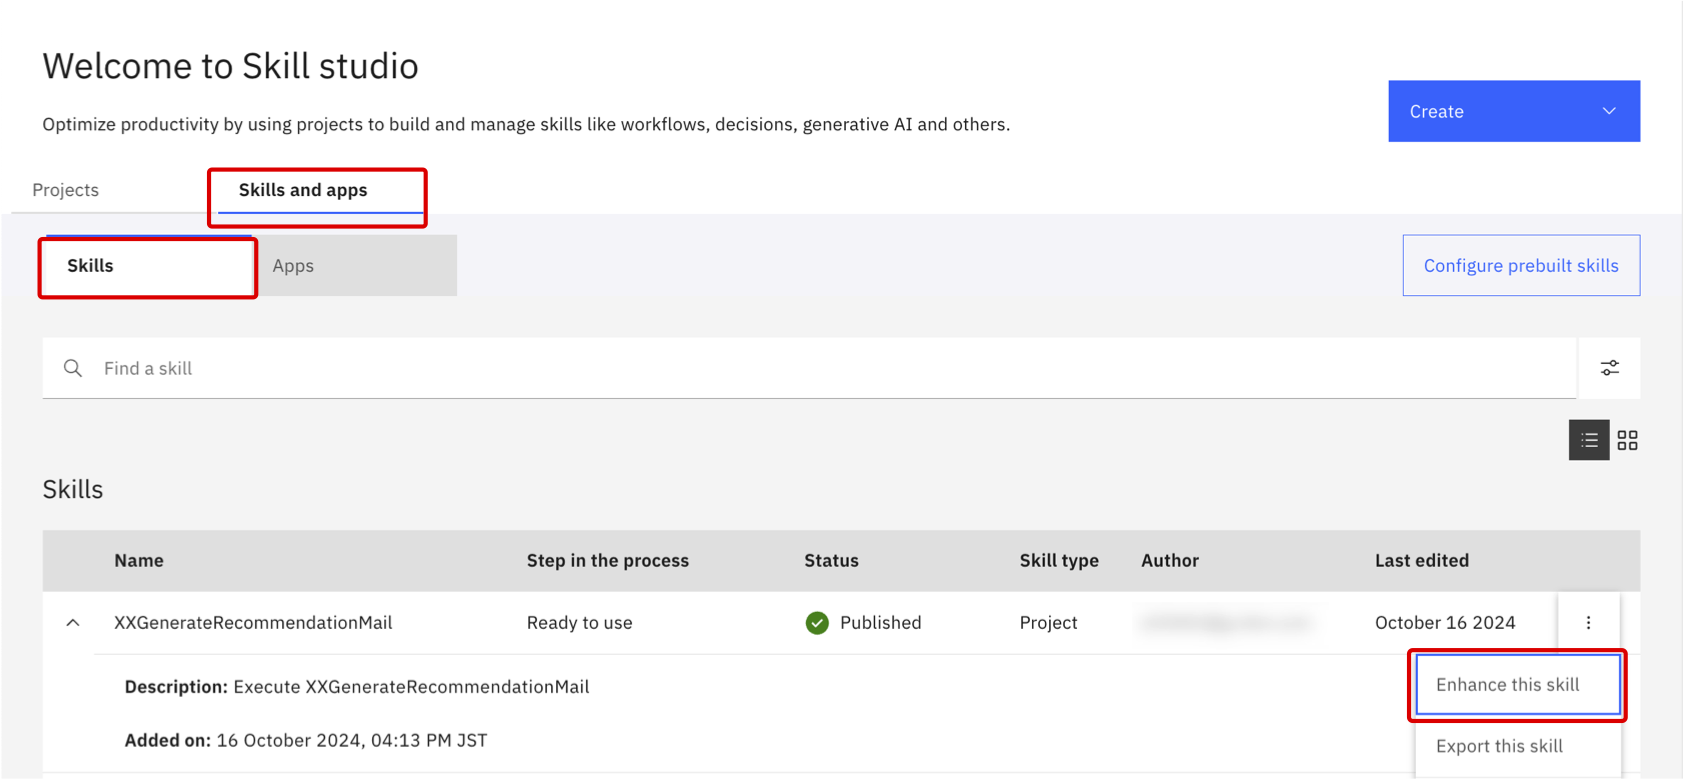 Welcome to Skill studio
Optimize productivity by using projects to build and manage skills like workflows, decisions, generative AI and others.
Create
Projects
Skills and apps
Skills
Apps
Configure prebuilt skills
Find a skill
Skills
Name Step in the process Status Skill type Author Last edited
XXGenerateRecommendationMail Ready to use Published Project October 16 2024
Description: Execute XXGenerateRecommendationMail
Enhance this skill
Added on: 16 October 2024, 04:13 PM JST
Export this skill